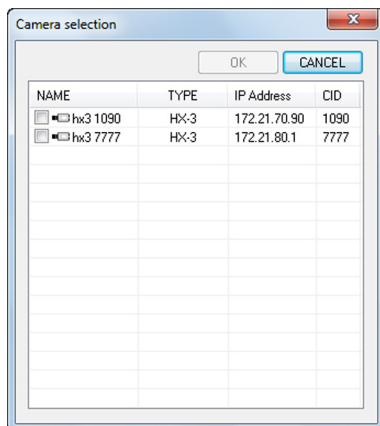 Camera selection
OK CANCEL
NAME TYPE IP Address CID
hx3 1090 HX-3 172.21.70.90 1090
hx3 7777 HX-3 172.21.80.1 7777